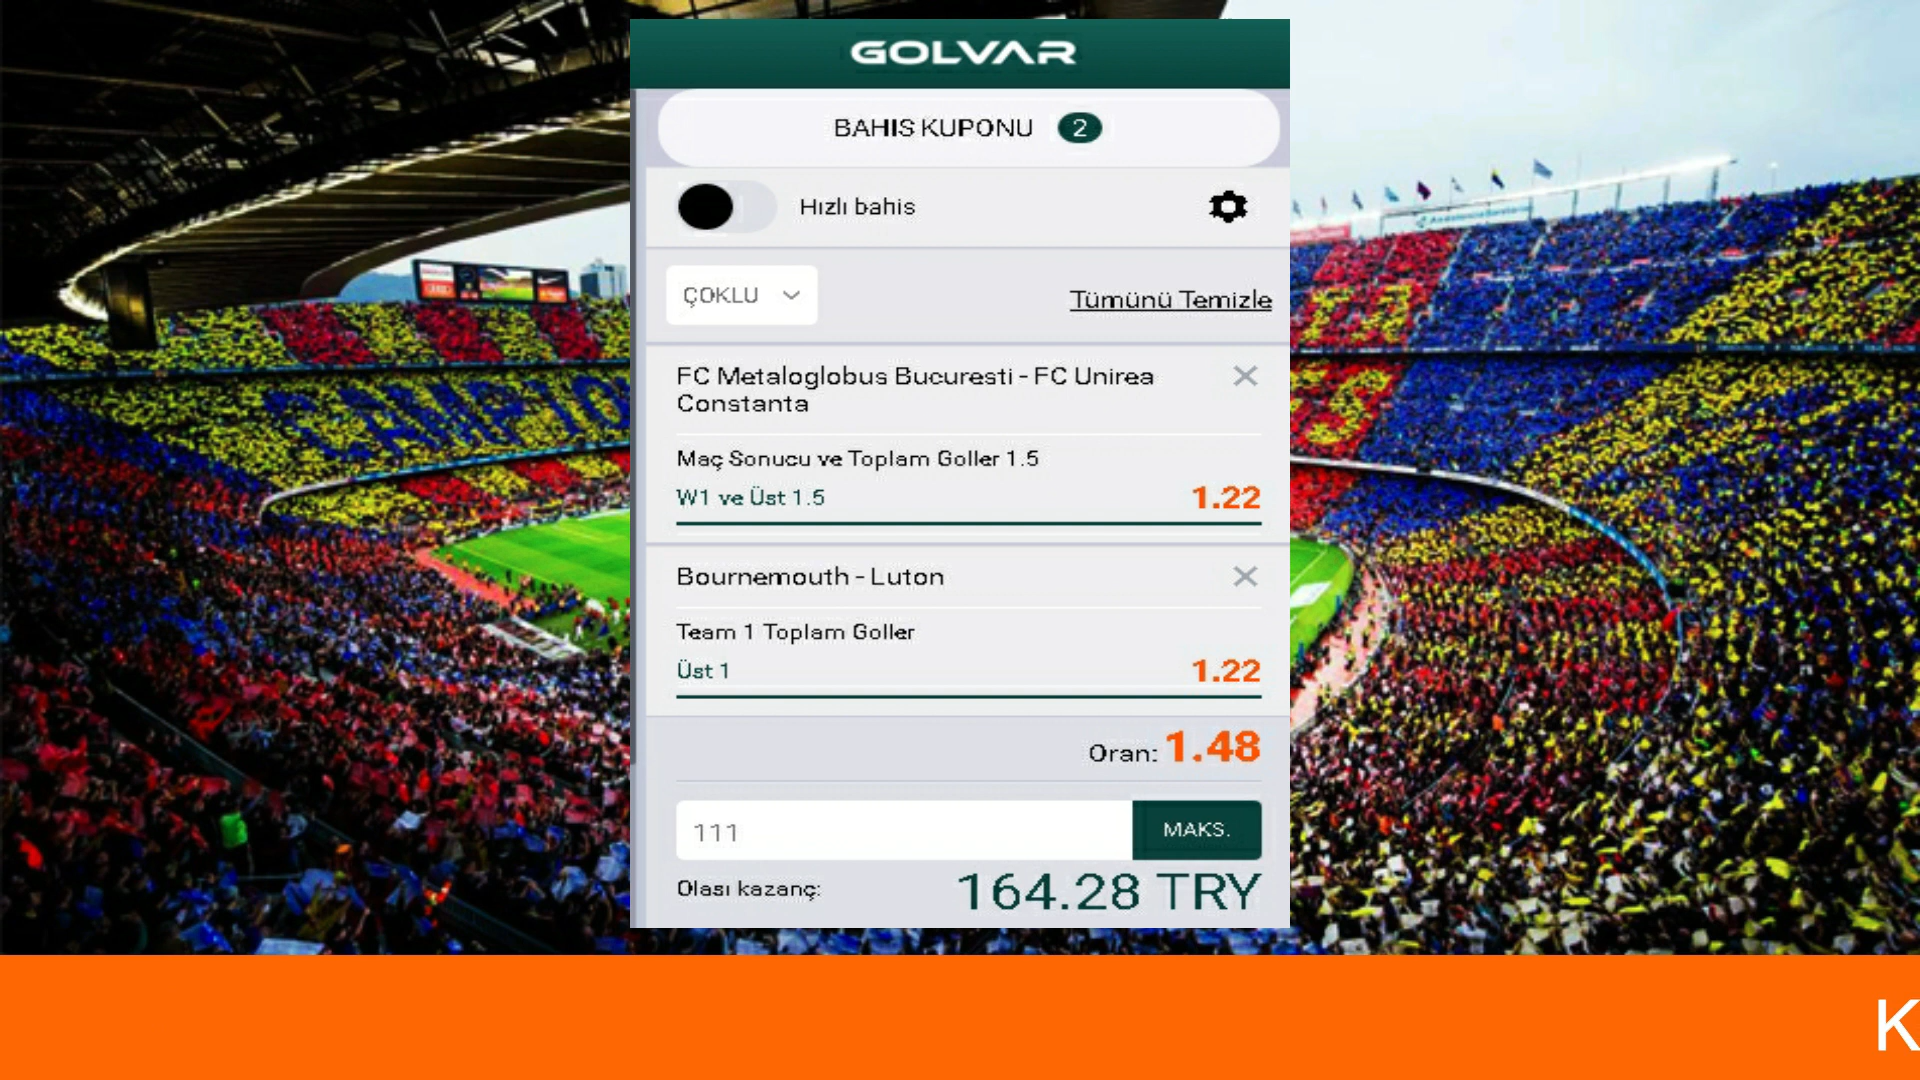 GOLVAR
BAHIS KUPONU 2
Hızlı bahis
ÇOKLU
Tümünü Temizle
FC Metaloglobus Bucuresti - FC Unirea
Constanta
Maç Sonucu ve Toplam Goller 1.5
W1 ve Üst 1.5 1.22
Bournemouth - Luton
Team 1 Toplam Goller
Üst 1 1.22
Oran: 1.48
111 MAKS.
Olası kazanç: 164.28 TRY
K